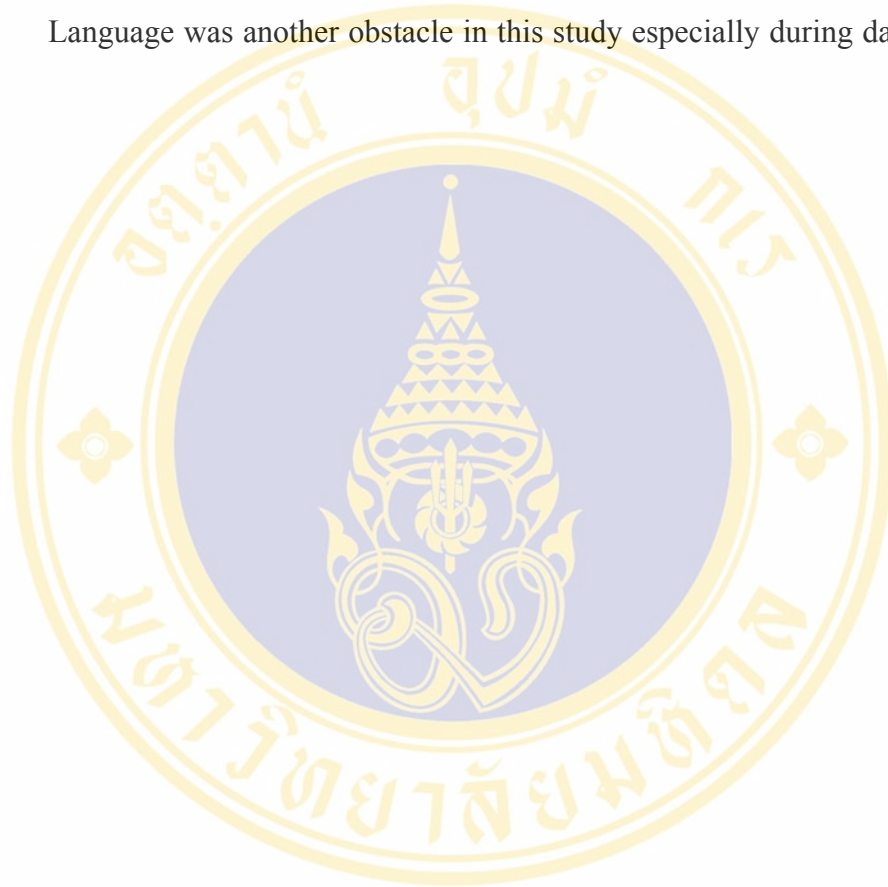 Language was another obstacle in this study especially during
อตฺตานํ อุปมํ กเร
มหาวิทยาลัยมหิดล